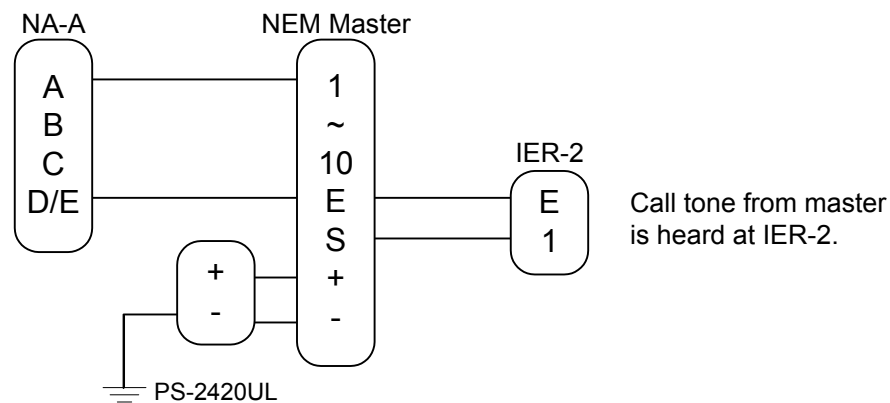 NA-A
A
B
C
D/E
NEM Master
1
~
10
E
S
+
-
IER-2
E
1
Call tone from master
is heard at IER-2.
+
-
PS-2420UL